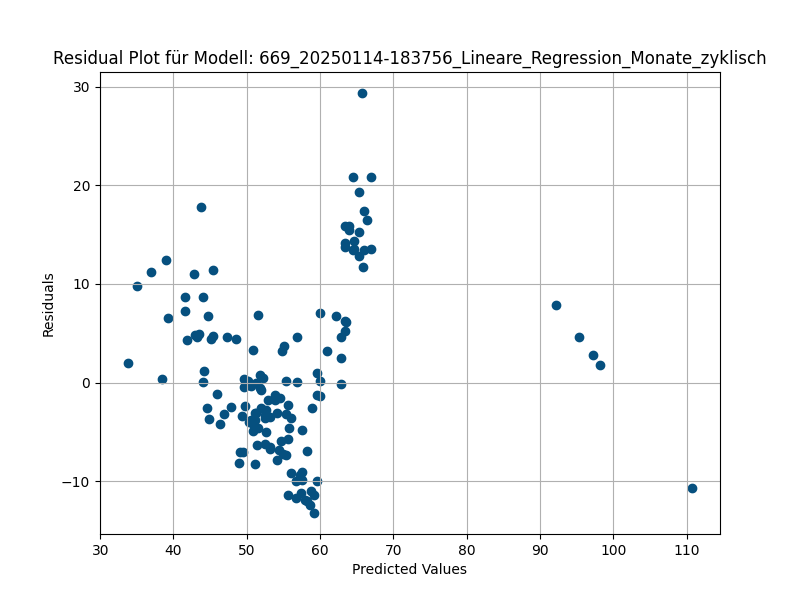 Residual Plot für Modell: 669_20250114-183756_Lineare_Regression_Monate_zyklisch
30
20
10
0
−10
Residuals
30 40 50 60 70 80 90 100 110
Predicted Values